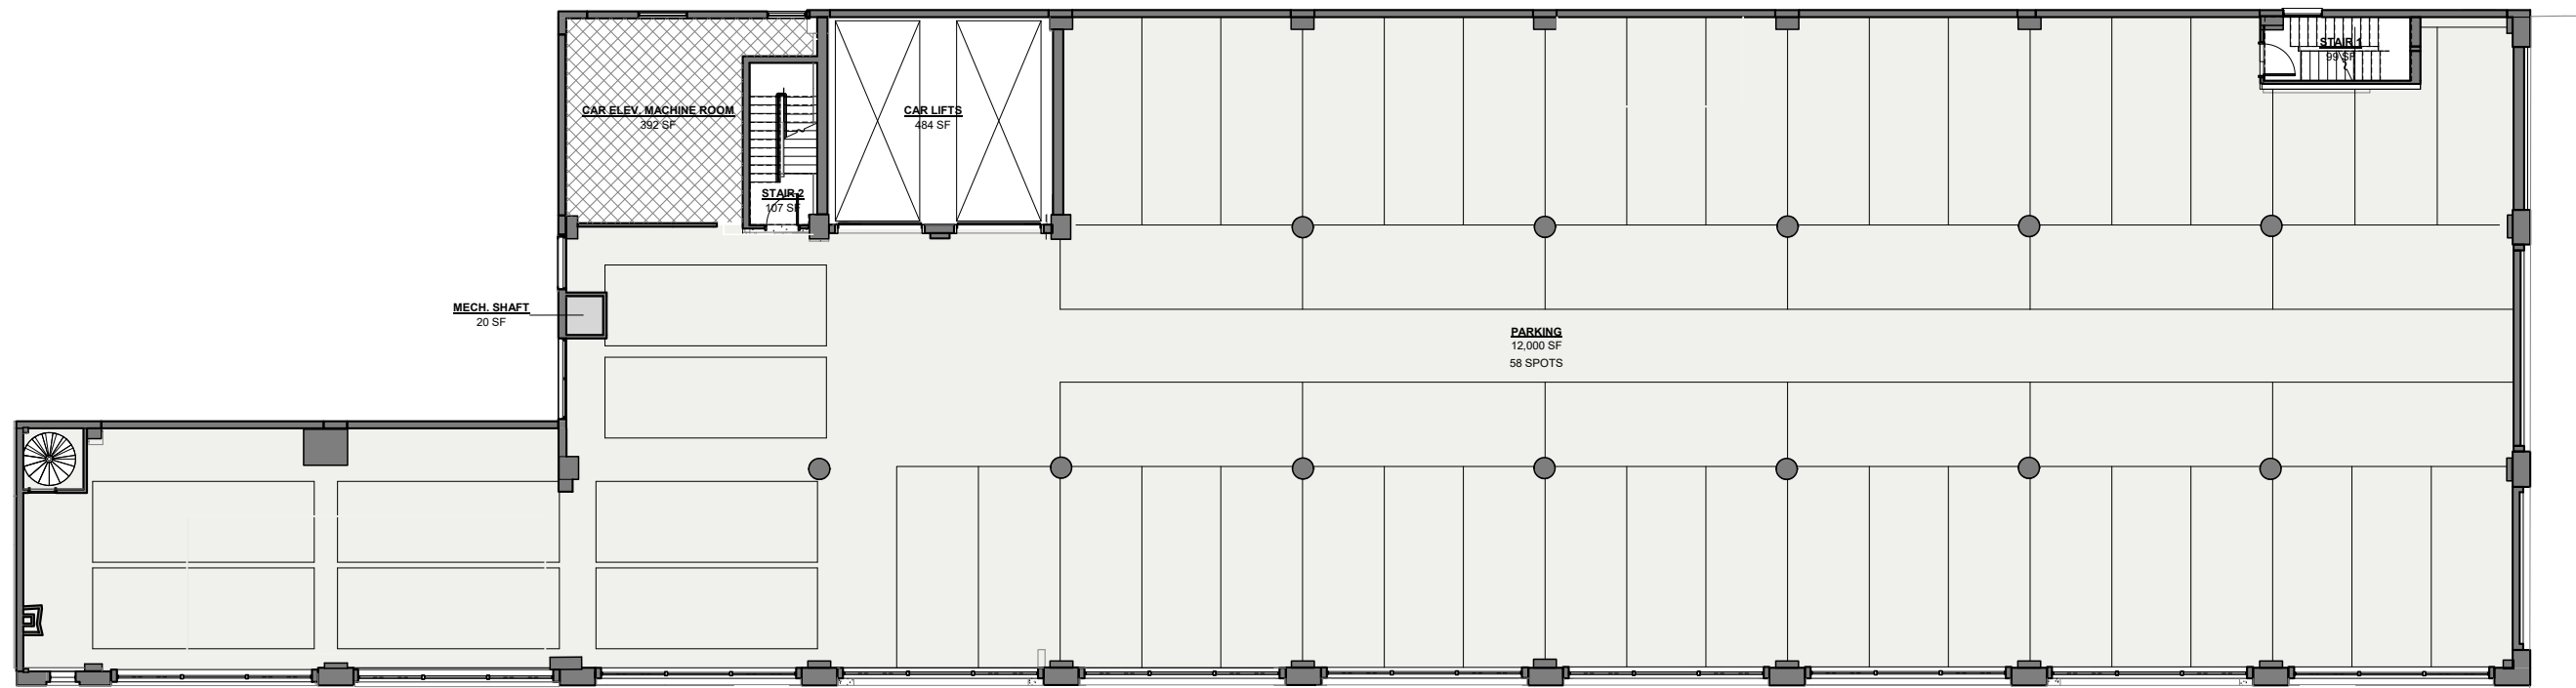 STAIR 1
99 SF
CAR ELEV. MACHINE ROOM
392 SF
CAR LIFTS
484 SF
STAIR 2
107 SF
MECH. SHAFT
20 SF
PARKING
12,000 SF
58 SPOTS